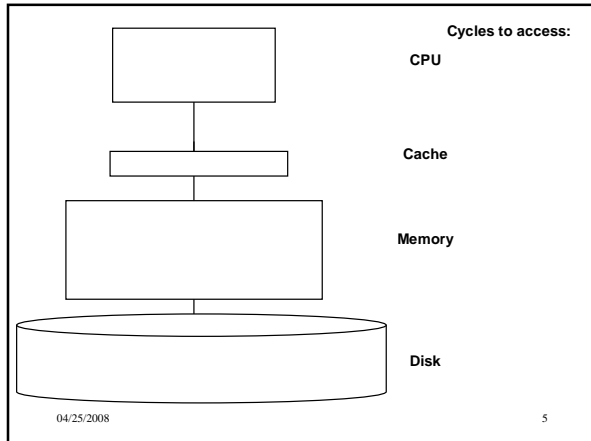 Cycles to access:
CPU
Cache
Memory
Disk
04/25/2008 5